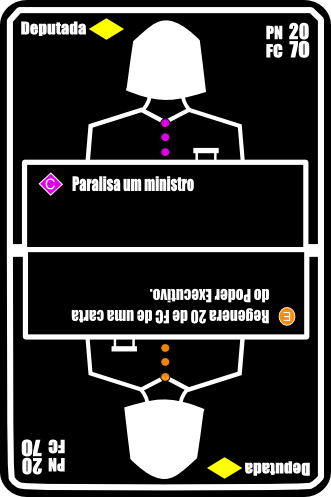 Deputada
PN 20
FC 70
C Paralisa um ministro
E Regenera 20 de FC de uma carta
do Poder Executivo.
Deputada
PN 20
FC 70